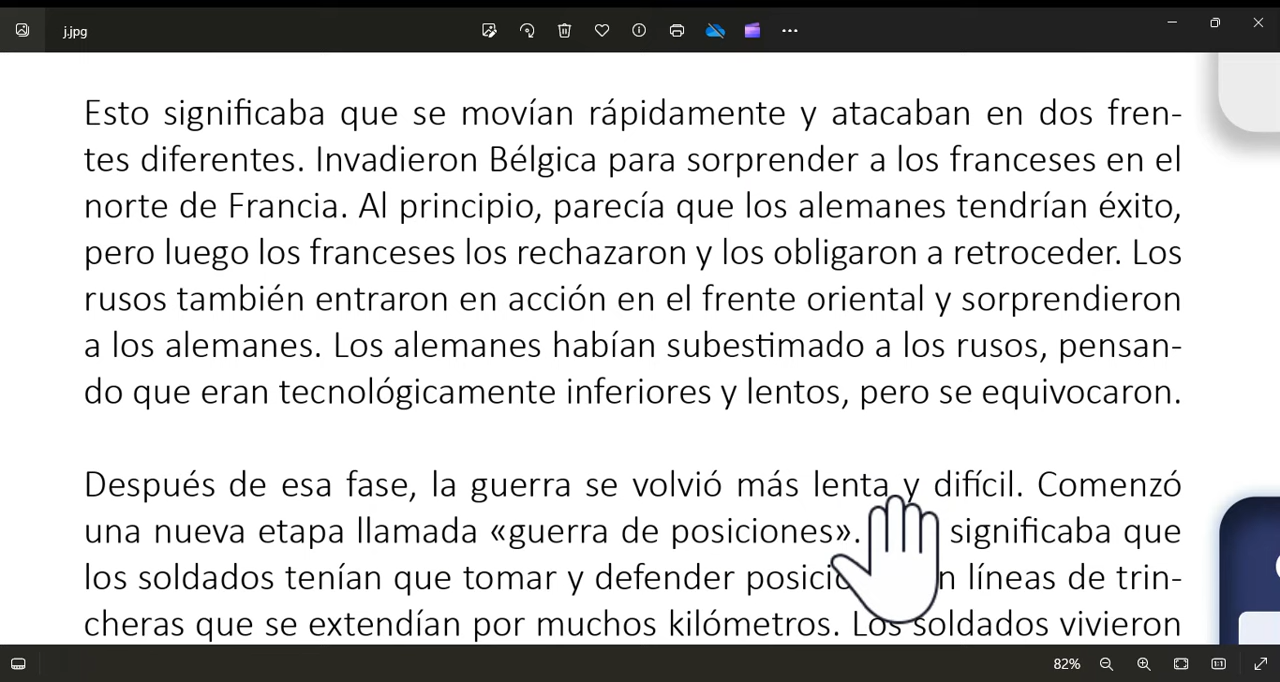 j.jpg
Esto significaba que se movían rápidamente y atacaban en dos fren-
tes diferentes. Invadieron Bélgica para sorprender a los franceses en el
norte de Francia. Al principio, parecía que los alemanes tendrían éxito,
pero luego los franceses los rechazaron y los obligaron a retroceder. Los
rusos también entraron en acción en el frente oriental y sorprendieron
a los alemanes. Los alemanes habían subestimado a los rusos, pensan-
do que eran tecnológicamente inferiores y lentos, pero se equivocaron.
Después de esa fase, la guerra se volvió más lenta y difícil. Comenzó
una nueva etapa llamada «guerra de posiciones». significaba que
los soldados tenían que tomar y defender líneas de trin-
cheras que se extendían por muchos kilómetros. Los soldados vivieron
82%